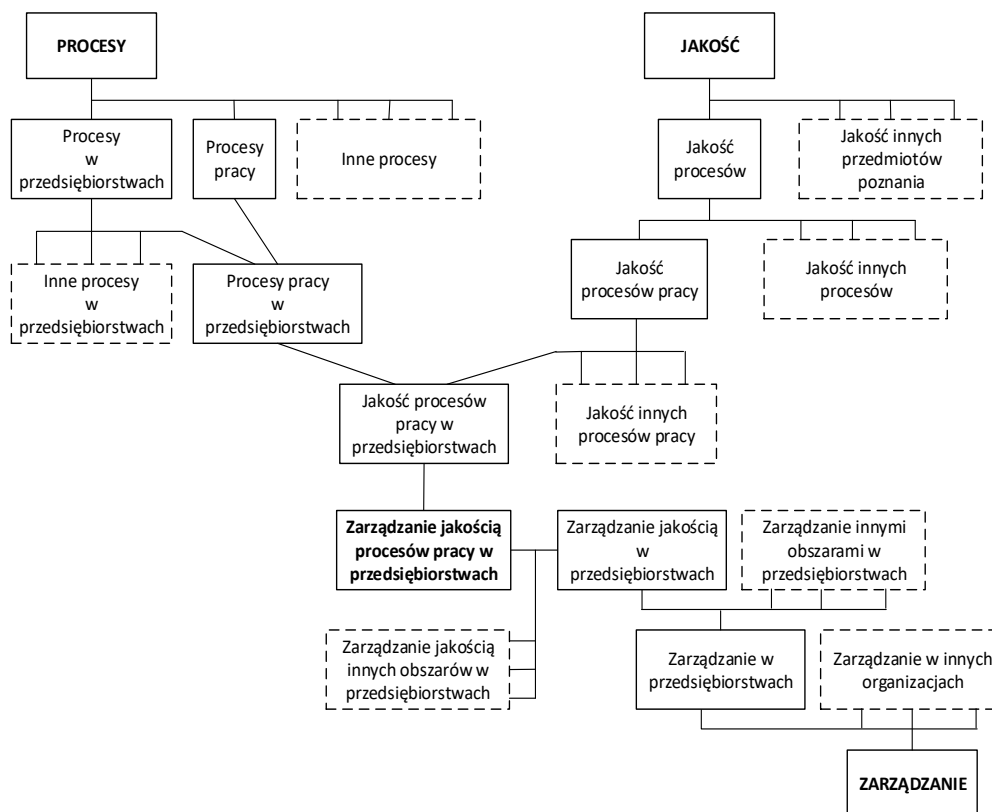 PROCESY
JAKOŚĆ
Procesy
w
przedsiębiorstwach
Procesy
pracy
Inne procesy
Jakość
procesów
Jakość innych
przedmiotów
poznania
Inne procesy
w
przedsiębiorstwach
Procesy pracy
w
przedsiębiorstwach
Jakość
procesów pracy
Jakość innych
procesów
Jakość procesów
pracy w
przedsiębiorstwach
Jakość innych
procesów pracy
Zarządzanie jakością
procesów pracy w
przedsiębiorstwach
Zarządzanie jakością
w
przedsiębiorstwach
Zarządzanie innymi
obszarami w
przedsiębiorstwach
Zarządzanie jakością
innych obszarów w
przedsiębiorstwach
Zarządzanie w
przedsiębiorstwach
Zarządzanie w innych
organizacjach
ZARZĄDZANIE